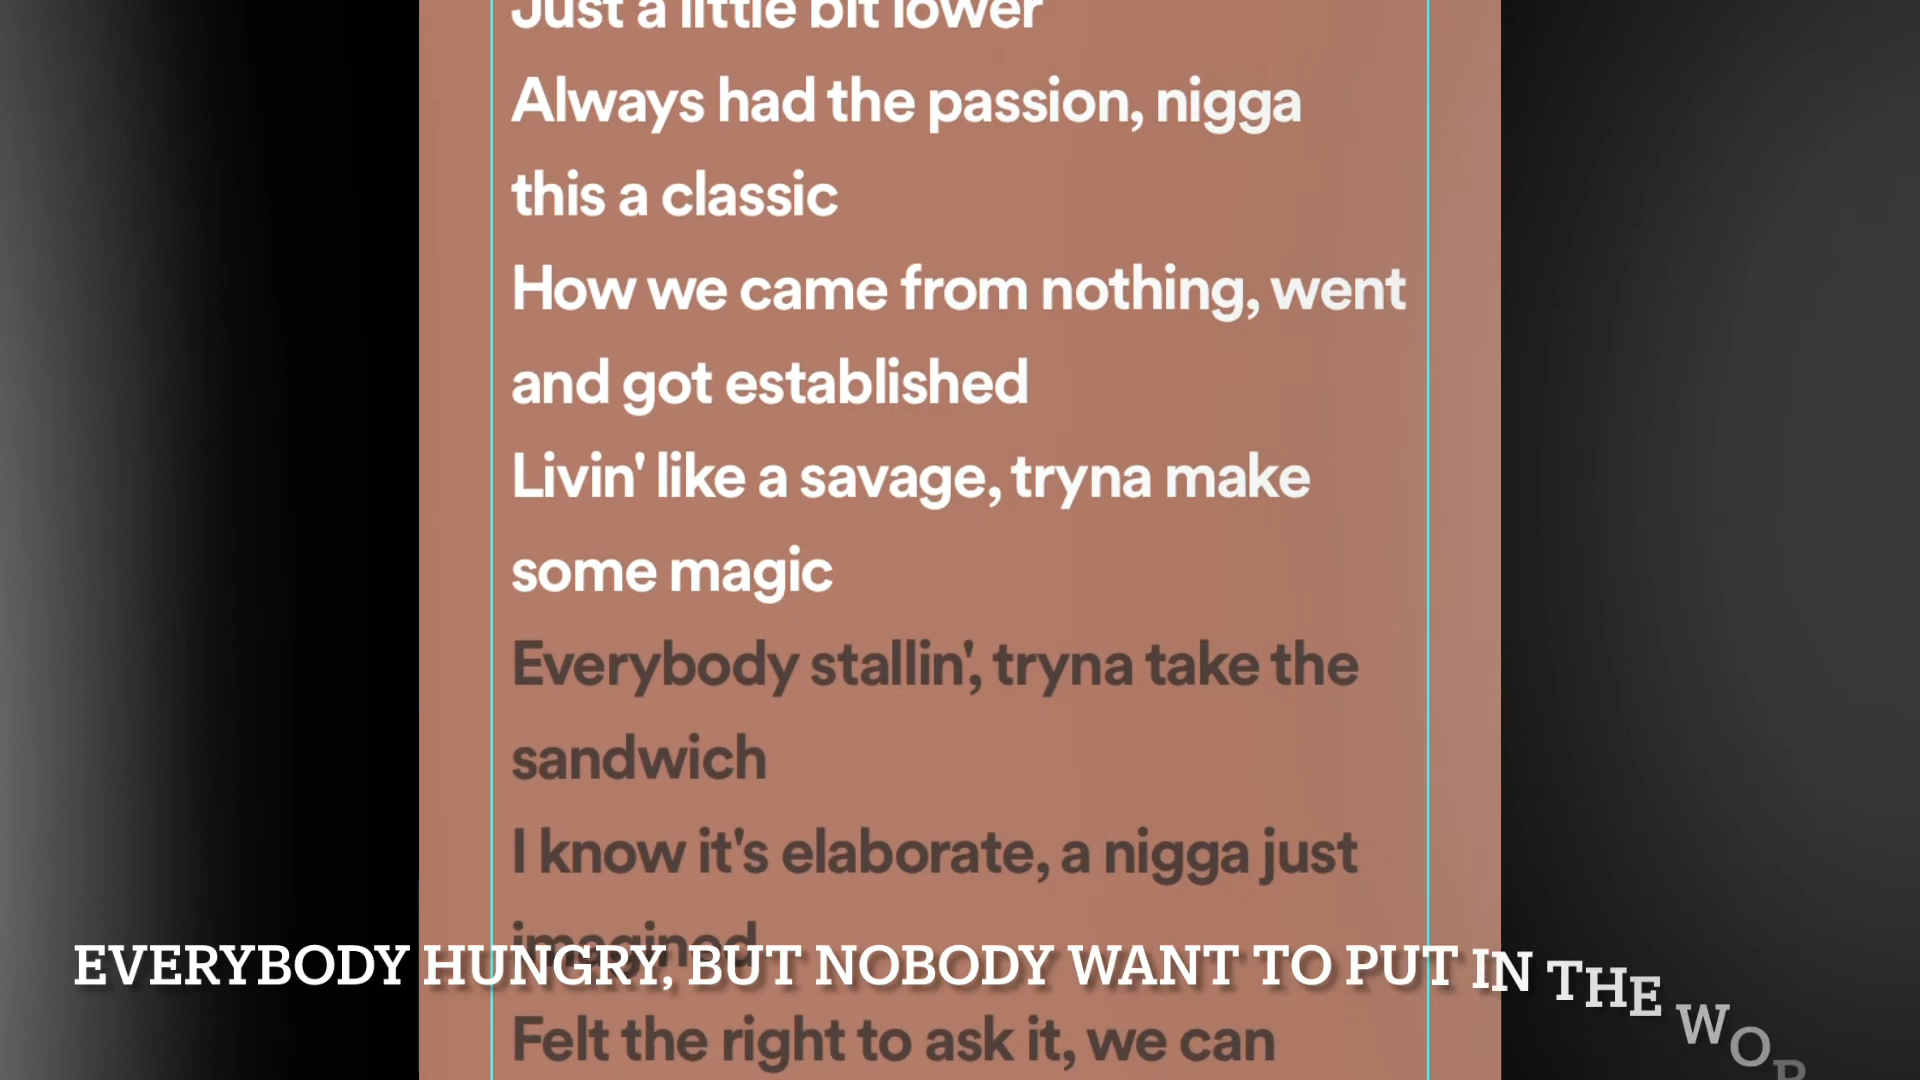 Just a little bit lower
Always had the passion, nigga
this a classic
How we came from nothing, went
and got established
Livin' like a savage, tryna make
some magic
Everybody stallin', tryna take the
sandwich
I know it's elaborate, a nigga just
imagined
EVERYBODY HUNGRY, BUT NOBODY WANT TO PUT IN THE WOR
Felt the right to ask it, we can